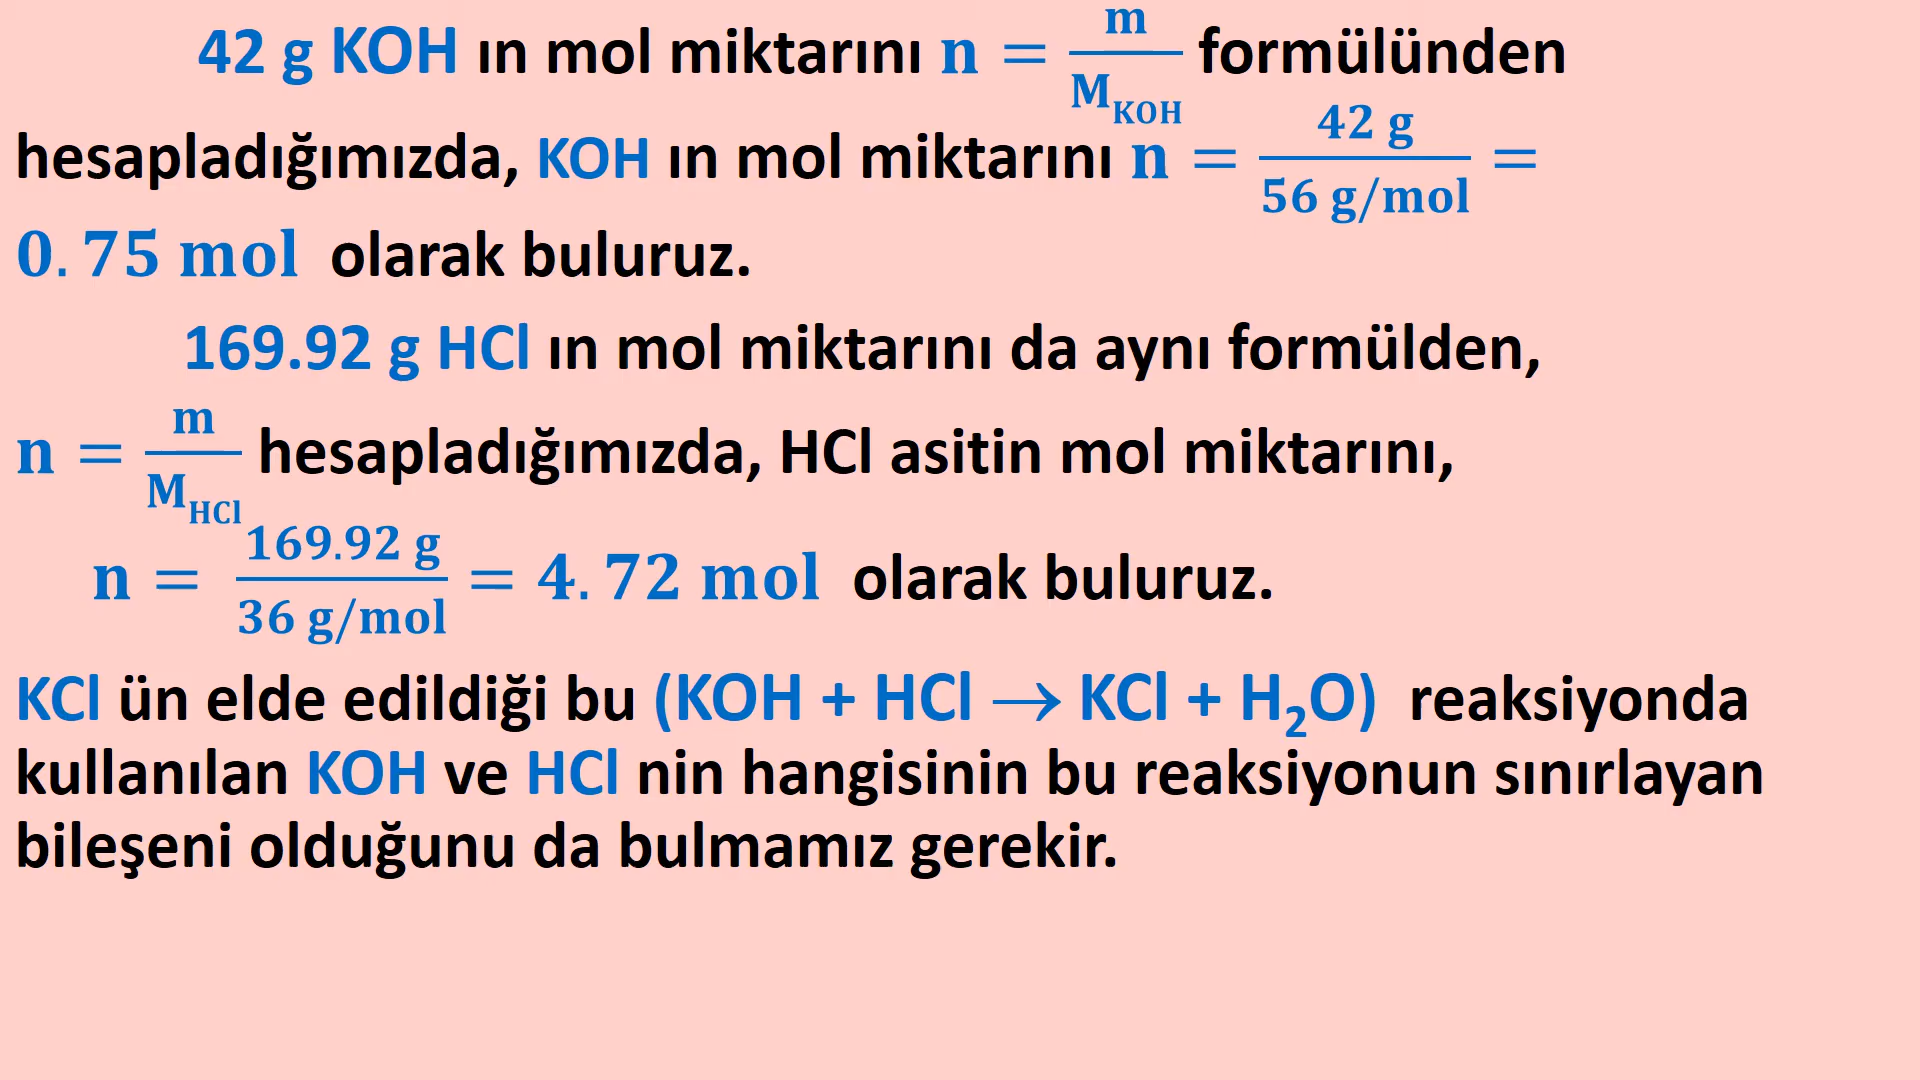 42 g KOH ın mol miktarını n = m/M_KOH formülünden
hesapladığımızda, KOH ın mol miktarını n = 42 g/56 g/mol =
0. 75 mol olarak buluruz.
169.92 g HCl ın mol miktarını da aynı formülden,
n = m/M_HCl hesapladığımızda, HCl asitin mol miktarını,
n = 169.92 g/36 g/mol = 4. 72 mol olarak buluruz.
KCl ün elde edildiği bu (KOH + HCl → KCl + H₂O) reaksiyonda
kullanılan KOH ve HCl nin hangisinin bu reaksiyonun sınırlayan
bileşeni olduğunu da bulmamız gerekir.